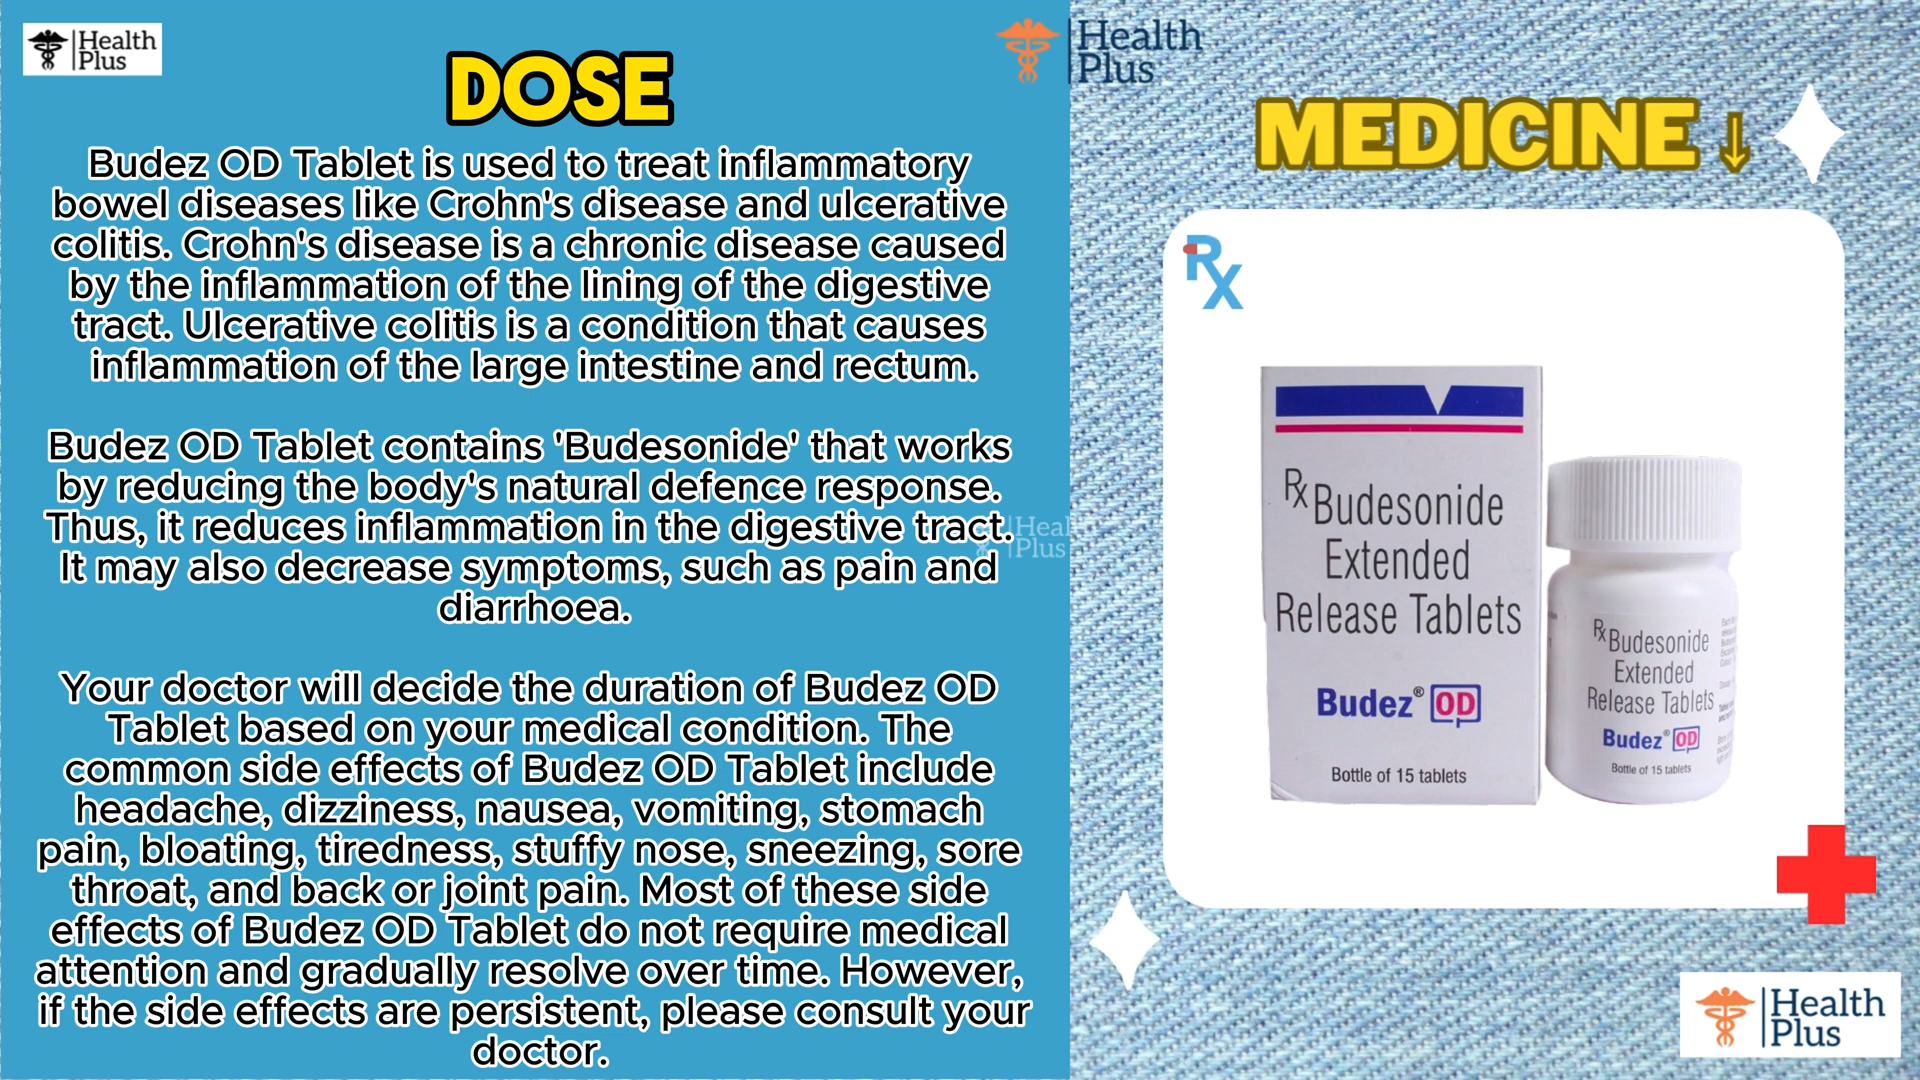 Health
Plus
DOSE
Budez OD Tablet is used to treat inflammatory
bowel diseases like Crohn's disease and ulcerative
colitis. Crohn's disease is a chronic disease caused
by the inflammation of the lining of the digestive
tract. Ulcerative colitis is a condition that causes
inflammation of the large intestine and rectum.
Budez OD Tablet contains 'Budesonide' that works
by reducing the body's natural defence response.
Thus, it reduces inflammation in the digestive tract.
It may also decrease symptoms, such as pain and
diarrhoea.
Your doctor will decide the duration of Budez OD
Tablet based on your medical condition. The
common side effects of Budez OD Tablet include
headache, dizziness, nausea, vomiting, stomach
pain, bloating, tiredness, stuffy nose, sneezing, sore
throat, and back or joint pain. Most of these side
effects of Budez OD Tablet do not require medical
attention and gradually resolve over time. However,
if the side effects are persistent, please consult your
doctor.
Health
Plus
Health
Plus
MEDICINE ↓
Rx
Rx Budesonide
Extended
Release Tablets
Budez® OD
Bottle of 15 tablets
Rx Budesonide
Extended
Release Tablets
Budez® OD
Bottle of 15 tablets
Health
Plus